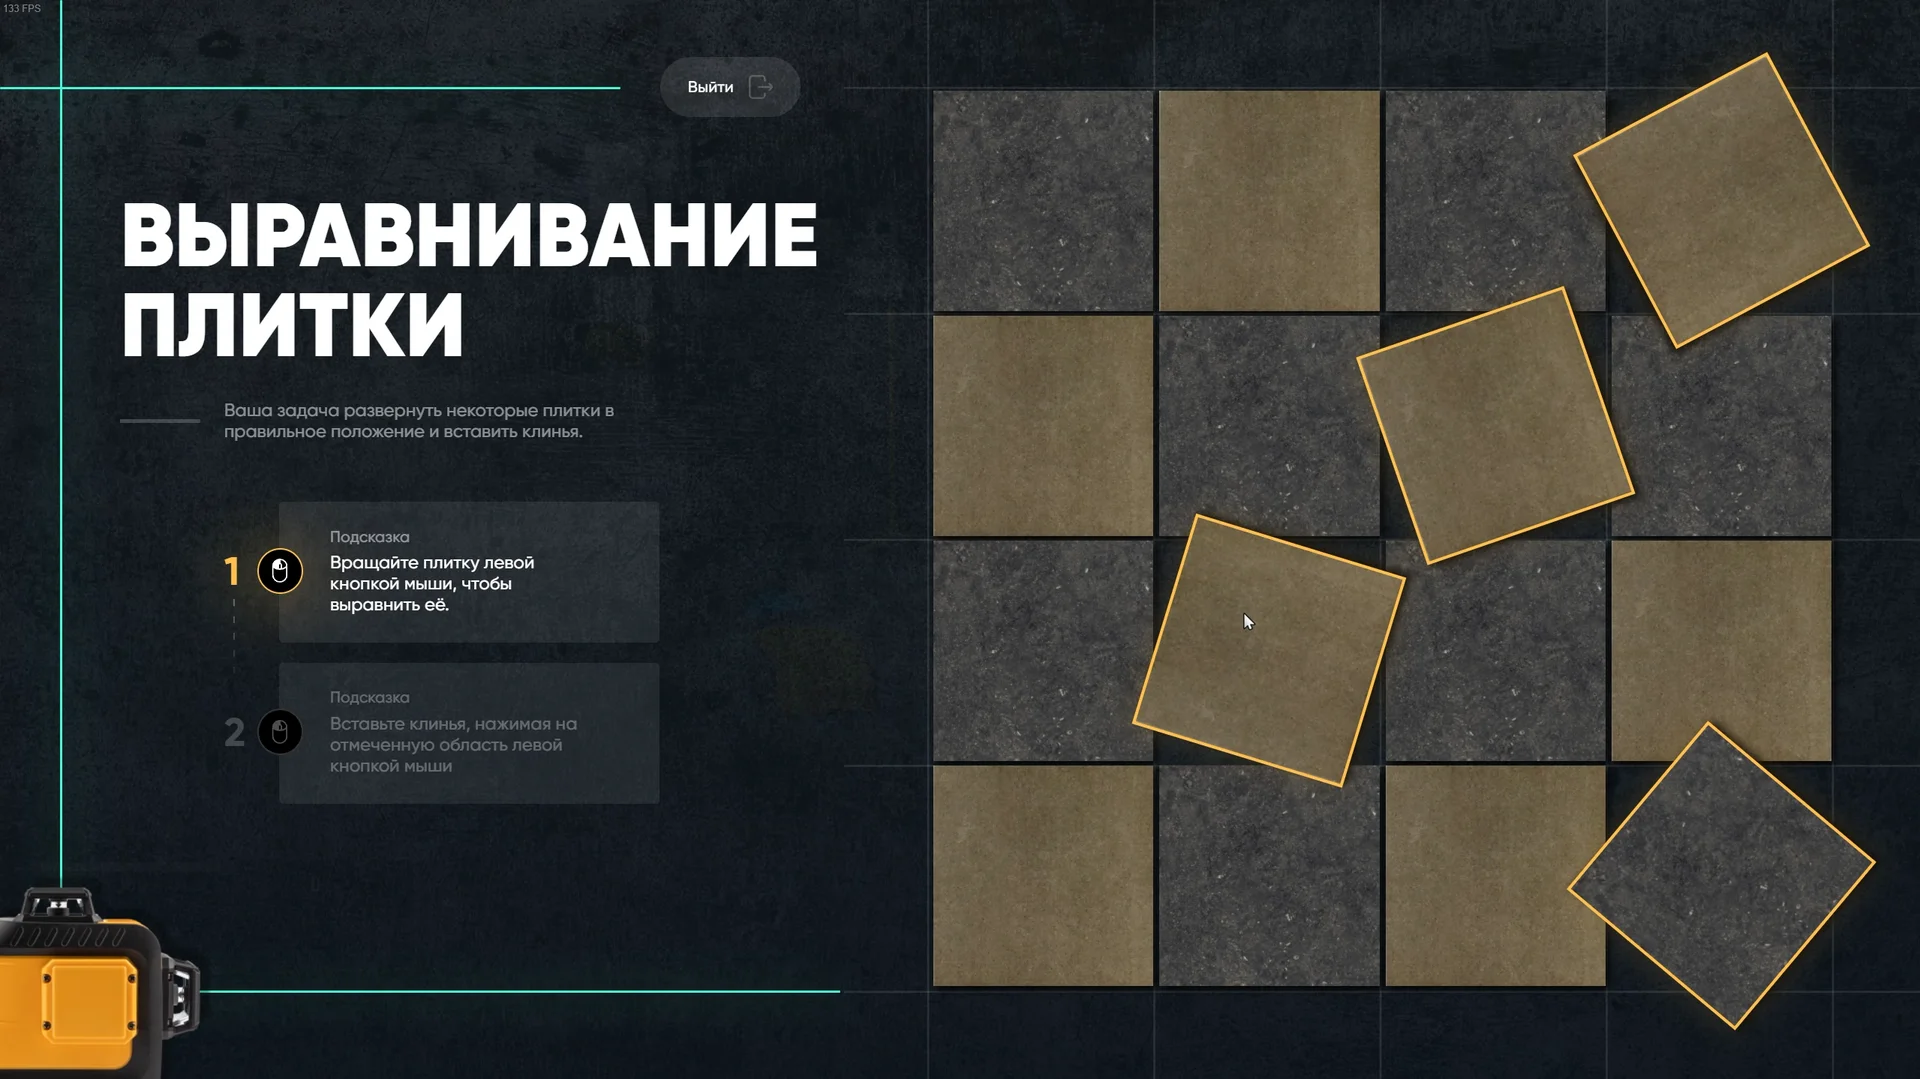 133 FPS
Выйти
ВЫРАВНИВАНИЕ
ПЛИТКИ
Ваша задача развернуть некоторые плитки в
правильное положение и вставить клинья.
Подсказка
1
Вращайте плитку левой
кнопкой мыши, чтобы
выравнить её.
Подсказка
2
Вставьте клинья, нажимая на
отмеченную область левой
кнопкой мыши